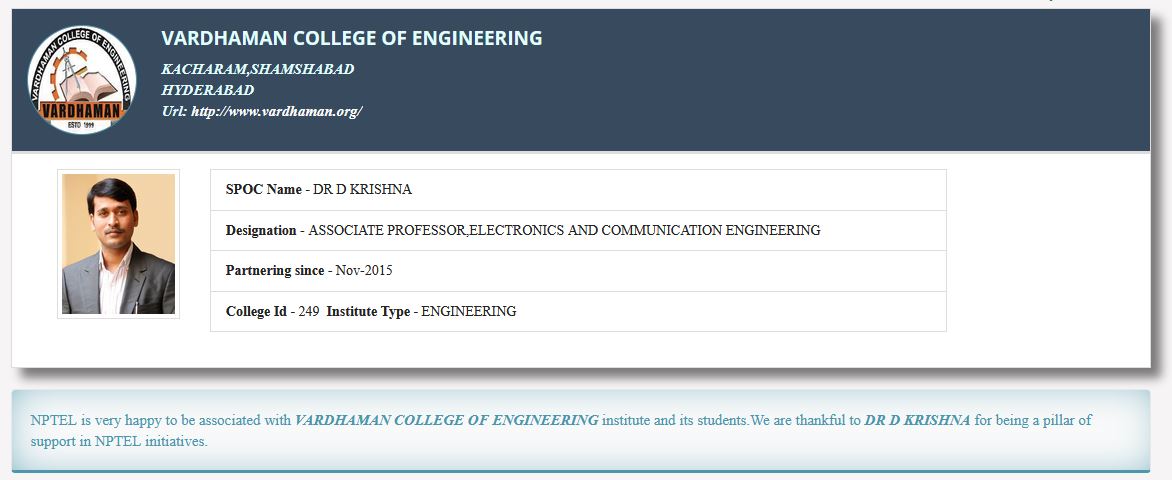 VARDHAMAN COLLEGE OF ENGINEERING
VARDHAMAN
ESTD 1999
VARDHAMAN COLLEGE OF ENGINEERING
KACHARAM,SHAMSHABAD
HYDERABAD
Url: http://www.vardhaman.org/
SPOC Name - DR D KRISHNA
Designation - ASSOCIATE PROFESSOR,ELECTRONICS AND COMMUNICATION ENGINEERING
Partnering since - Nov-2015
College Id - 249 Institute Type - ENGINEERING
NPTEL is very happy to be associated with VARDHAMAN COLLEGE OF ENGINEERING institute and its students.We are thankful to DR D KRISHNA for being a pillar of
support in NPTEL initiatives.